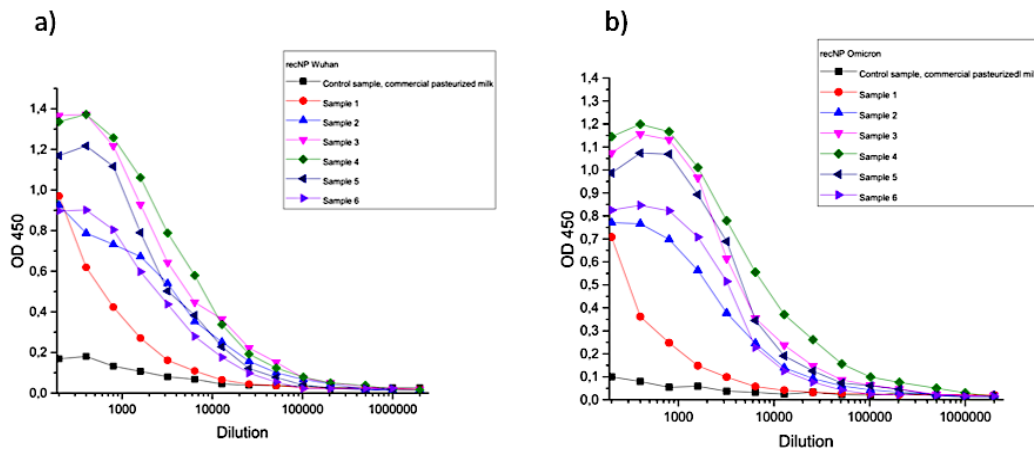 a)
recNP Wuhan
Control sample, commercial pasteurized milk
Sample 1
Sample 2
Sample 3
Sample 4
Sample 5
Sample 6
1,4
1,2
1,0
0,8
0,6
0,4
0,2
0,0
OD 450
1000
10000
100000
1000000
Dilution
b)
recNP Omicron
Control sample, commercial pasteurizedl mil
Sample 1
Sample 2
Sample 3
Sample 4
Sample 5
Sample 6
1,4
1,3
1,2
1,1
1,0
0,9
0,8
0,7
0,6
0,5
0,4
0,3
0,2
0,1
0,0
OD 450
1000
10000
100000
1000000
Dilution